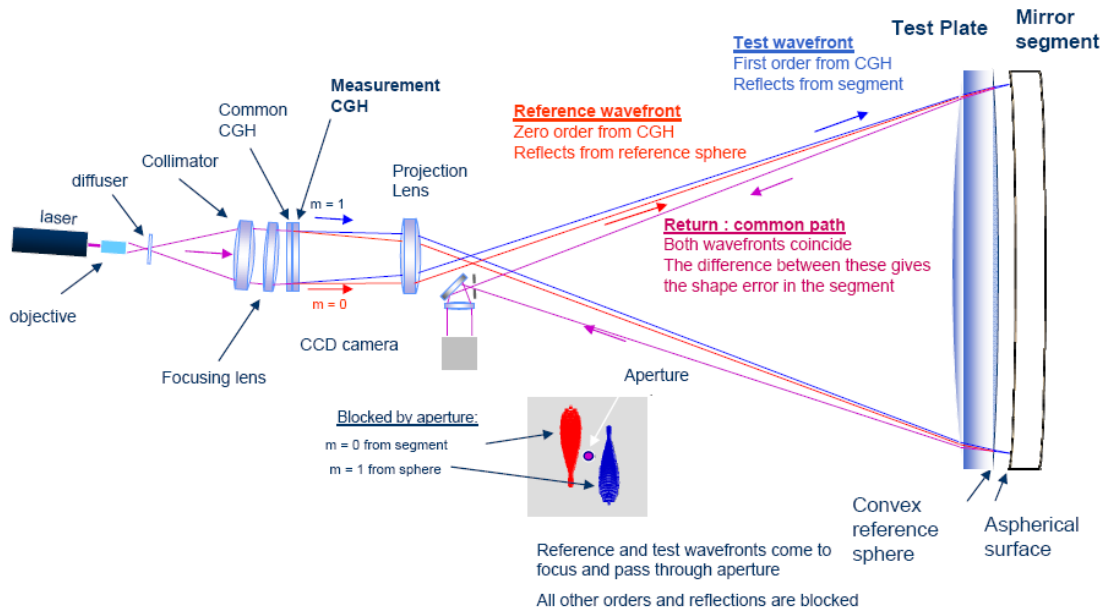 Test Plate
Mirror
segment
Test wavefront
First order from CGH
Reflects from segment
Measurement
CGH
Common
CGH
Reference wavefront
Zero order from CGH
Reflects from reference sphere
Collimator
Projection
Lens
diffuser
laser
m = 1
Return : common path
Both wavefronts coincide
The difference between these gives
the shape error in the segment
m = 0
objective
CCD camera
Focusing lens
Aperture
Blocked by aperture:
m = 0 from segment
m = 1 from sphere
Convex
reference
sphere
Aspherical
surface
Reference and test wavefronts come to
focus and pass through aperture
All other orders and reflections are blocked